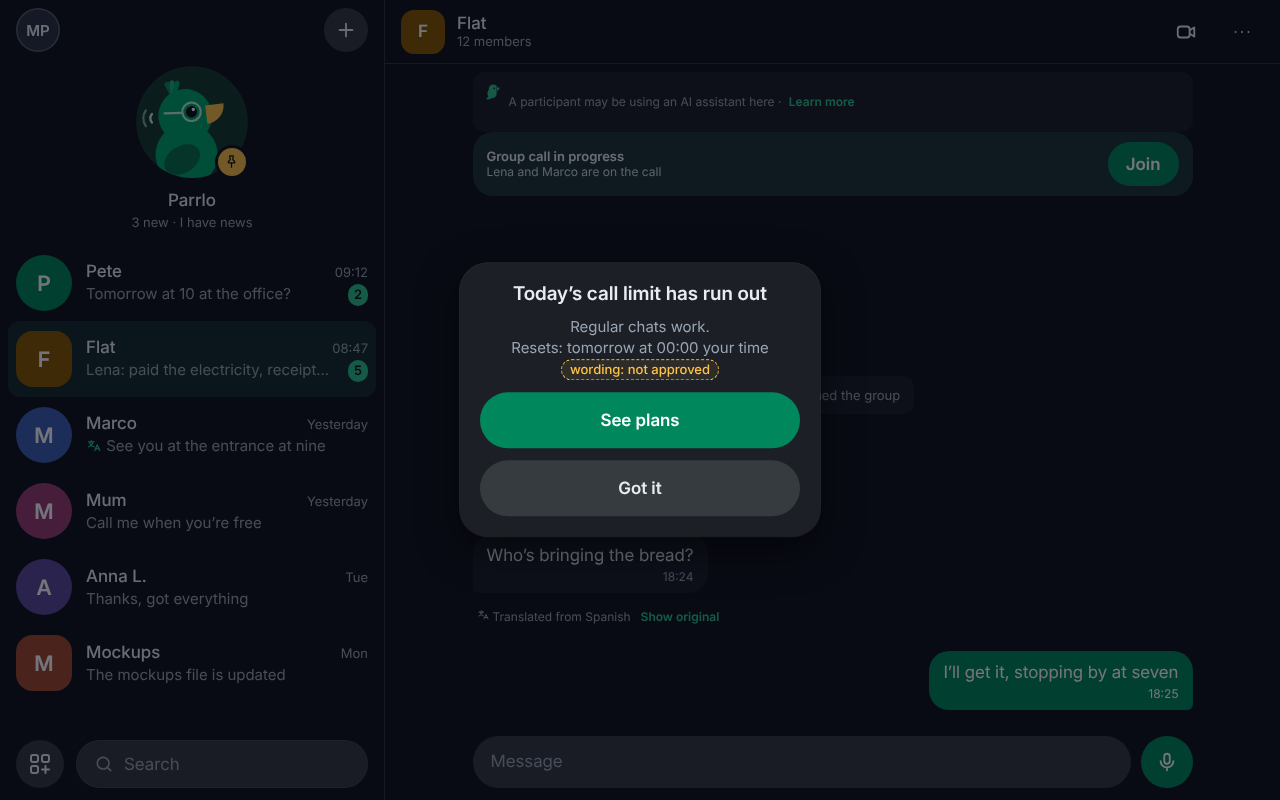 MP
Parrlo
3 new · I have news
P
Pete
09:12
Tomorrow at 10 at the office?
2
F
Flat
08:47
Lena: paid the electricity, receipt…
5
M
Marco
Yesterday
See you at the entrance at nine
M
Mum
Yesterday
Call me when you’re free
A
Anna L.
Tue
Thanks, got everything
M
Mockups
Mon
The mockups file is updated
Search
F
Flat
12 members
A participant may be using an AI assistant here · Learn more
Group call in progress
Lena and Marco are on the call
Join
the group
Today’s call limit has run out
Regular chats work.
Resets: tomorrow at 00:00 your time
wording: not approved
See plans
Got it
Who’s bringing the bread?
18:24
Translated from Spanish Show original
I’ll get it, stopping by at seven
18:25
Message